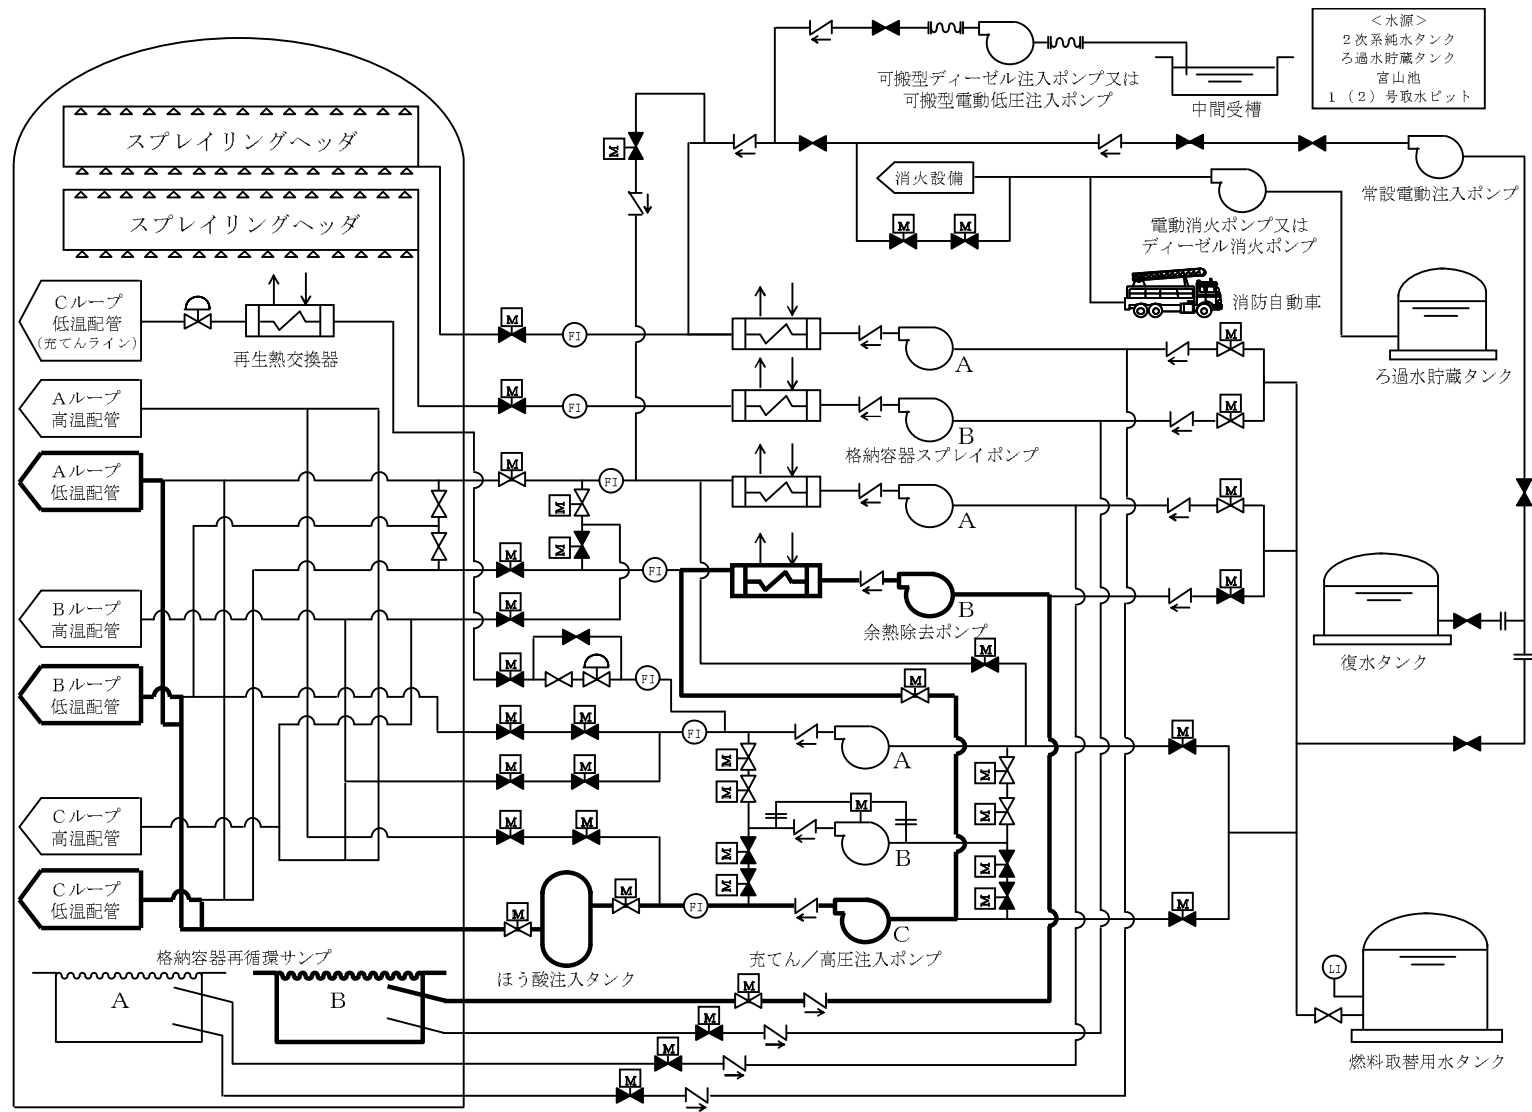 ＜水源＞
２次系純水タンク
ろ過水貯蔵タンク
宮山池
１（２）号取水ピット
可搬型ディーゼル注入ポンプ又は
可搬型電動低圧注入ポンプ
中間受槽
スプレイリングヘッダ
M
消火設備
常設電動注入ポンプ
スプレイリングヘッダ
電動消火ポンプ又は
ディーゼル消火ポンプ
M
M
消防自動車
Cループ
低温配管
(充てんライン)
再生熱交換器
M
FI
A
M
ろ過水貯蔵タンク
Aループ
高温配管
M
FI
B
M
格納容器スプレイポンプ
Aループ
低温配管
M
FI
M
A
M
M
M
FI
B
M
余熱除去ポンプ
Bループ
高温配管
M
復水タンク
M
M
FI
Bループ
低温配管
M
M
M
FI
A
M
M
M
M
M
M
M
M
M
B
Cループ
高温配管
M
M
M
M
M
M
Cループ
低温配管
M
M
FI
C
M
充てん／高圧注入ポンプ
ほう酸注入タンク
格納容器再循環サンプ
A
B
M
M
M
M
LI
燃料取替用水タンク